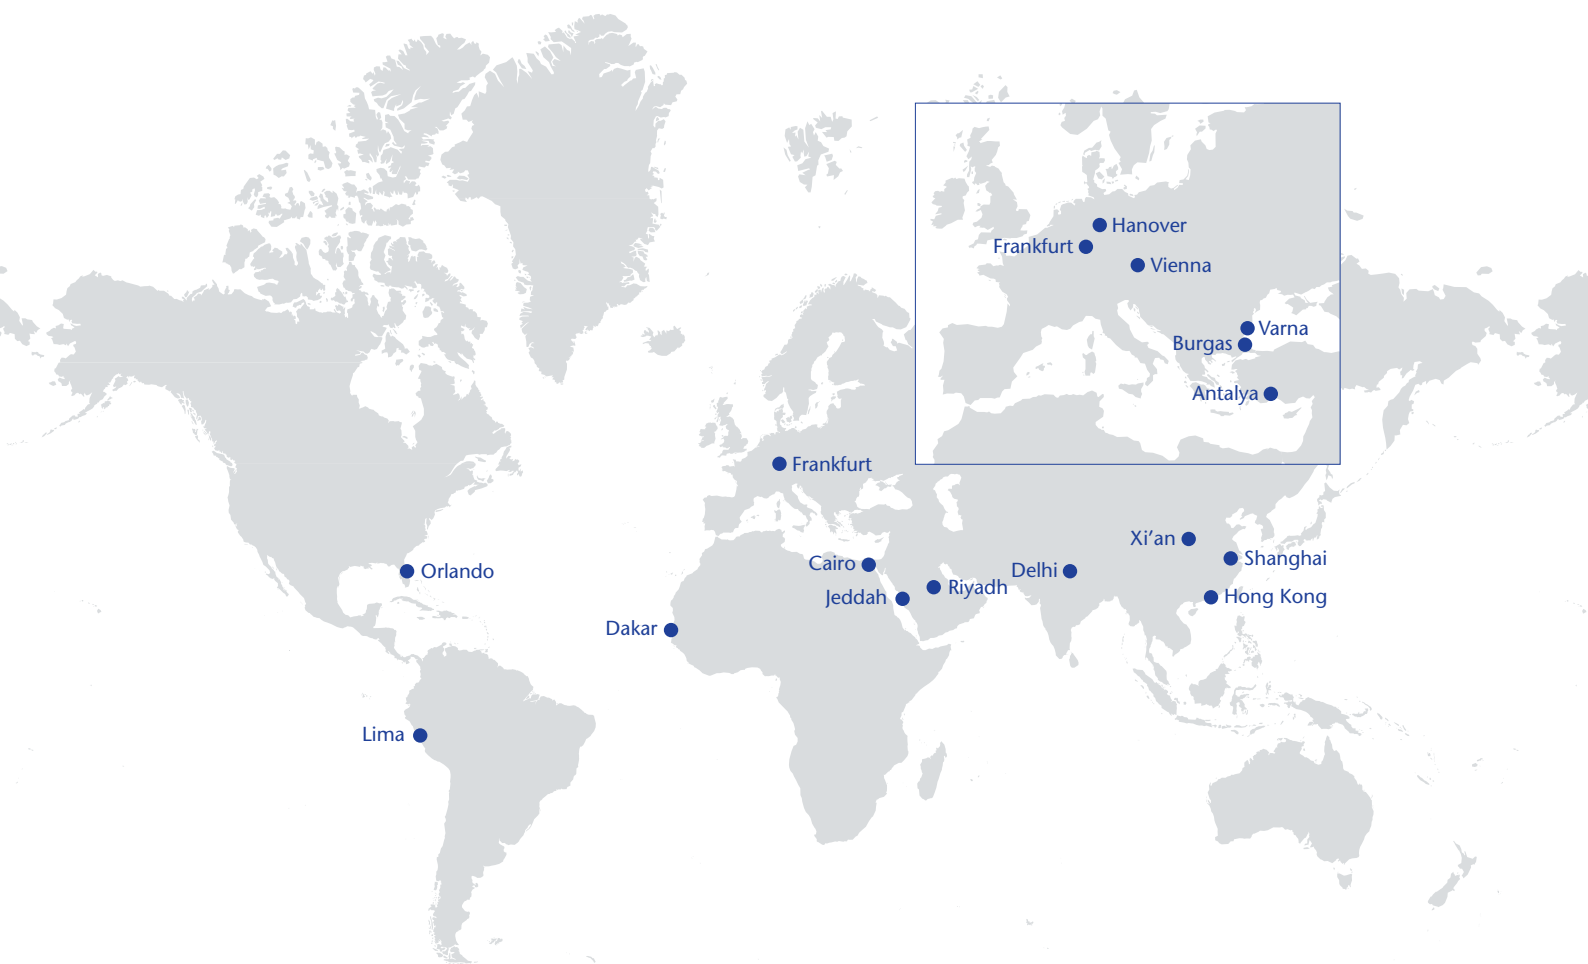 Hanover
Frankfurt
Vienna
Varna
Burgas
Antalya
Frankfurt
Xi’an
Shanghai
Cairo
Delhi
Orlando
Riyadh
Jeddah
Hong Kong
Dakar
Lima